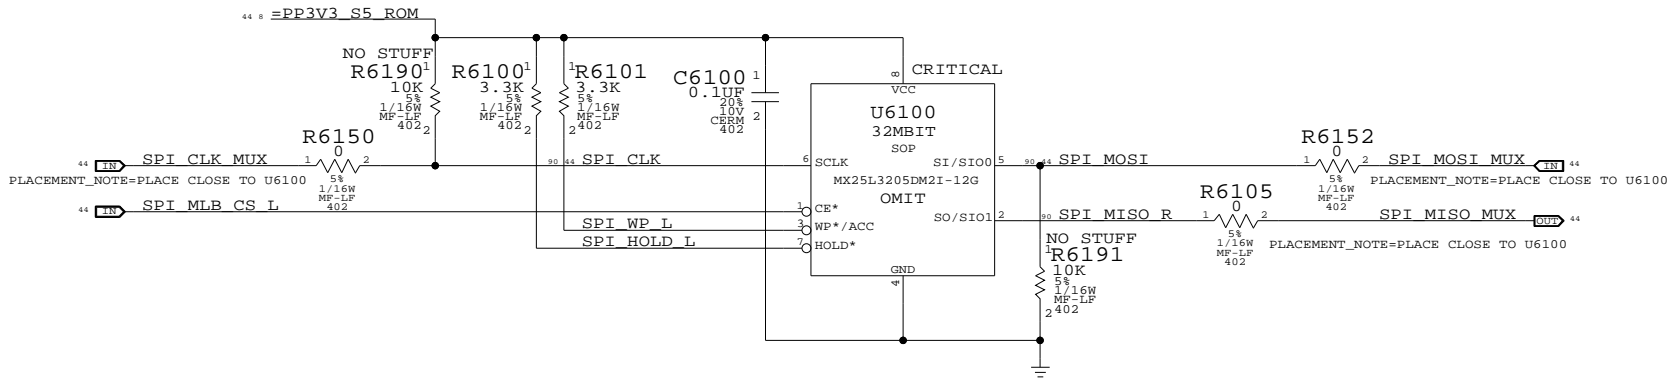 44 8 =PP3V3_S5_ROM
NO STUFF
R6190 1
10K
5%
1/16W
MF-LF
402 2
R6100 1
3.3K
5%
1/16W
MF-LF
402 2
1 R6101
3.3K
5%
1/16W
MF-LF
2 402
C6100 1
0.1UF
20%
10V
CERM 2
402
8 CRITICAL
VCC
U6100
32MBIT
SOP
MX25L3205DM2I-12G
OMIT
6 SCLK
1 CE*
3 WP*/ACC
7 HOLD*
SI/SIO0 5
SO/SIO1 2
GND
4
R6150
0
44 IN SPI_CLK_MUX 1 2
PLACEMENT_NOTE=PLACE CLOSE TO U6100
5%
1/16W
MF-LF
402
90 44 SPI_CLK
44 IN SPI_MLB_CS_L
SPI_WP_L
SPI_HOLD_L
90 44 SPI_MOSI
R6152
0
1 2 SPI_MOSI_MUX IN 44
5%
1/16W
MF-LF
402
PLACEMENT_NOTE=PLACE CLOSE TO U6100
R6105
0
90 SPI_MISO_R 1 2 SPI_MISO_MUX OUT 44
5%
1/16W
MF-LF
402
PLACEMENT_NOTE=PLACE CLOSE TO U6100
NO STUFF
1 R6191
10K
5%
1/16W
MF-LF
2 402